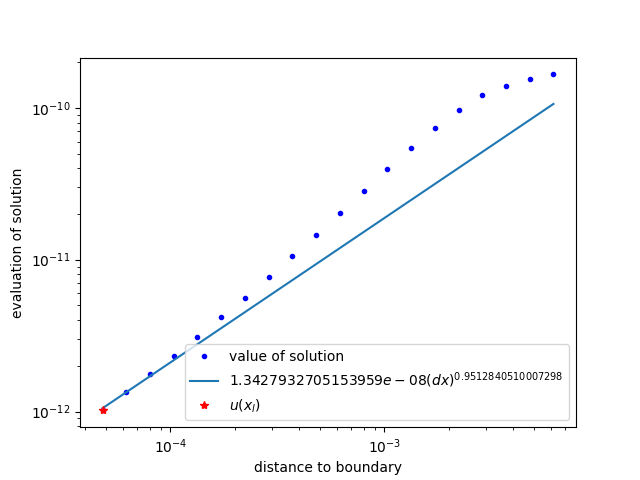 10⁻¹⁰
10⁻¹¹
10⁻¹²
evaluation of solution
value of solution
1.3427932705153959e − 08(dx)^0.9512840510007298
u(x_l)
10⁻⁴
10⁻³
distance to boundary